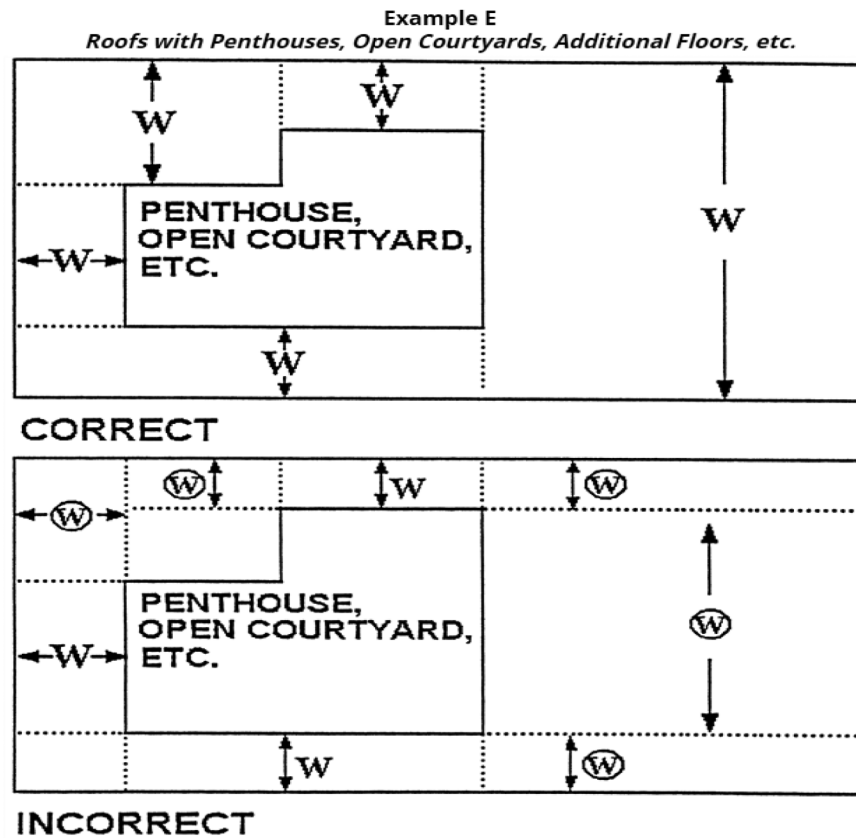 Example E
Roofs with Penthouses, Open Courtyards, Additional Floors, etc.
W
W
W
PENTHOUSE,
OPEN COURTYARD,
ETC.
W
W
CORRECT
W
W
W
W
PENTHOUSE,
OPEN COURTYARD,
ETC.
W
W
W
W
INCORRECT